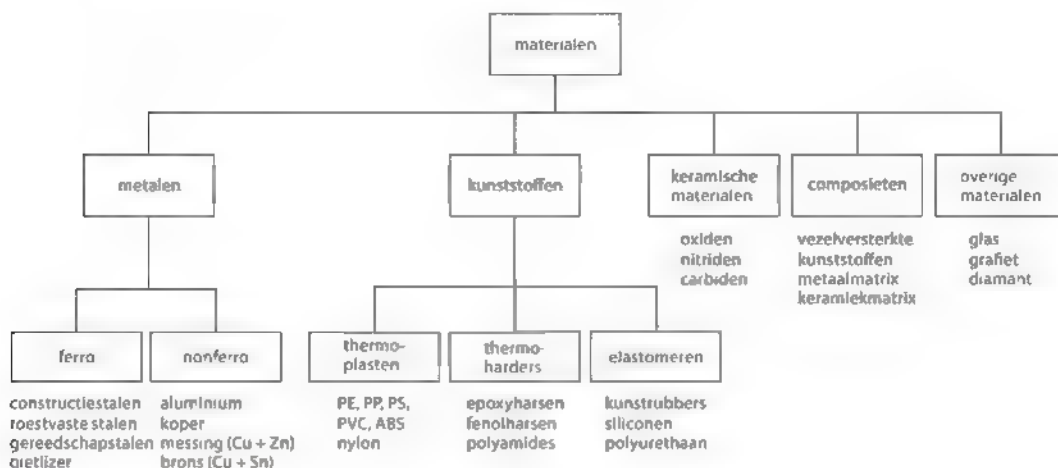 materialen
metalen
kunststoffen
keramische
materialen
composieten
overige
materialen
oxiden
nitriden
carbiden
vezelversterkte
kunststoffen
metaalmatrix
keramiekmatrix
glas
grafiet
diamant
ferro
nonferro
thermo-
plasten
thermo-
harders
elastomeren
constructiestalen
roestvaste stalen
gereedschapstalen
gietijzer
aluminium
koper
messing (Cu + Zn)
brons (Cu + Sn)
PE, PP, PS,
PVC, ABS
nylon
epoxyharsen
fenolharsen
polyamides
kunstrubbers
siliconen
polyurethaan